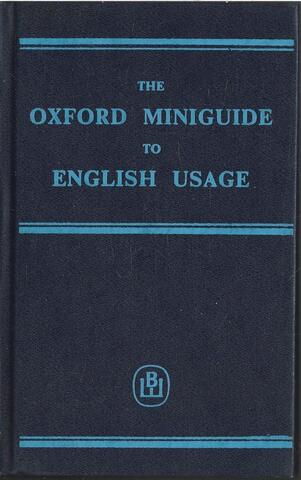 THE
OXFORD MINIGUIDE
TO
ENGLISH USAGE